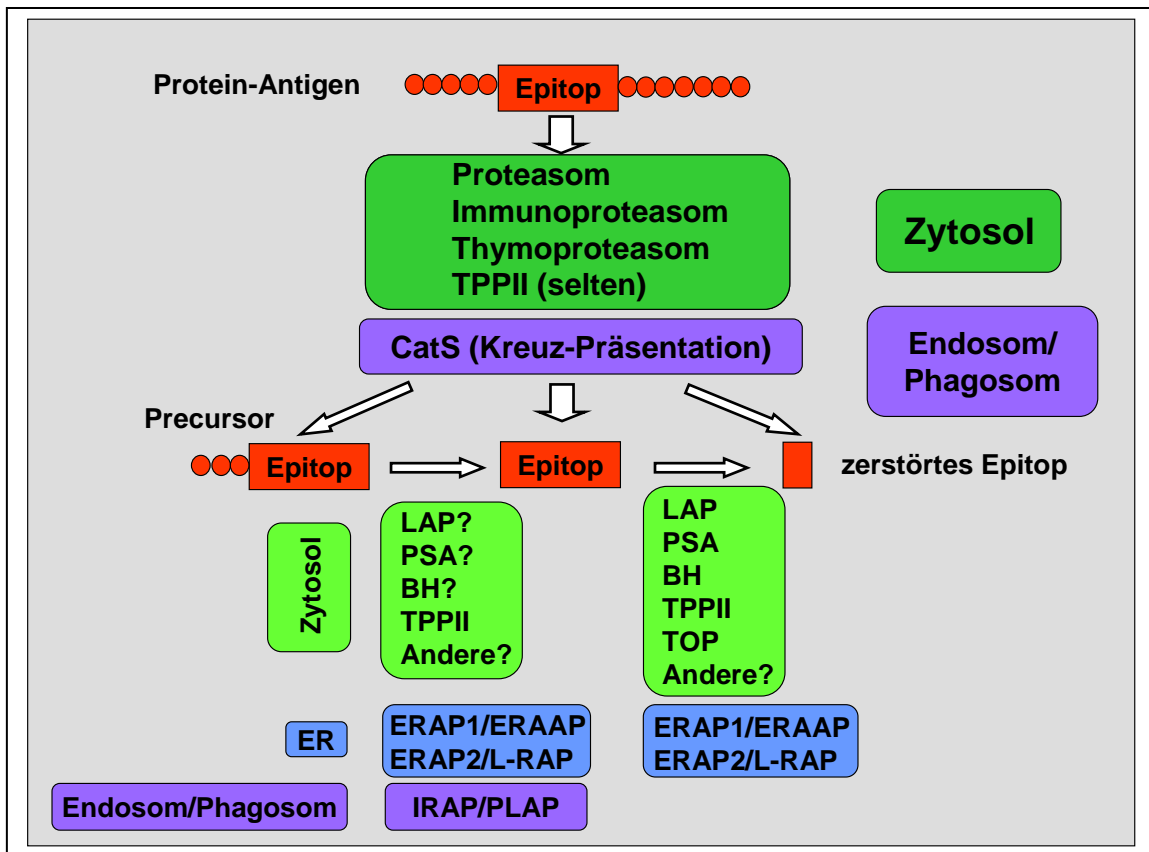 Protein-Antigen
Epitop
Proteasom
Immunoproteasom
Thymoproteasom
TPPII (selten)
Zytosol
CatS (Kreuz-Präsentation)
Endosom/
Phagosom
Precursor
Epitop
Epitop
zerstörtes Epitop
Zytosol
LAP?
PSA?
BH?
TPPII
Andere?
LAP
PSA
BH
TPPII
TOP
Andere?
ER
ERAP1/ERAAP
ERAP2/L-RAP
ERAP1/ERAAP
ERAP2/L-RAP
Endosom/Phagosom
IRAP/PLAP